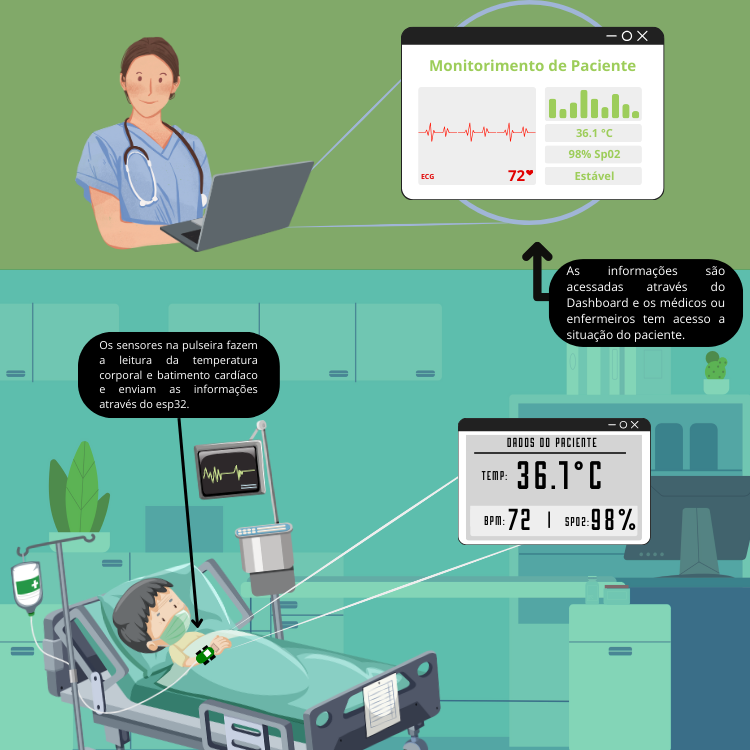 Monitorimento de Paciente
36.1 °C
98% Sp02
Estável
ECG
72
As informações são
acessadas através do
Dashboard e os médicos ou
enfermeiros tem acesso a
situação do paciente.
Os sensores na pulseira fazem
a leitura da temperatura
corporal e batimento cardíaco
e enviam as informações
através do esp32.
DADOS DO PACIENTE
TEMP: 36.1°C
BPM: 72 | SPO2: 98%